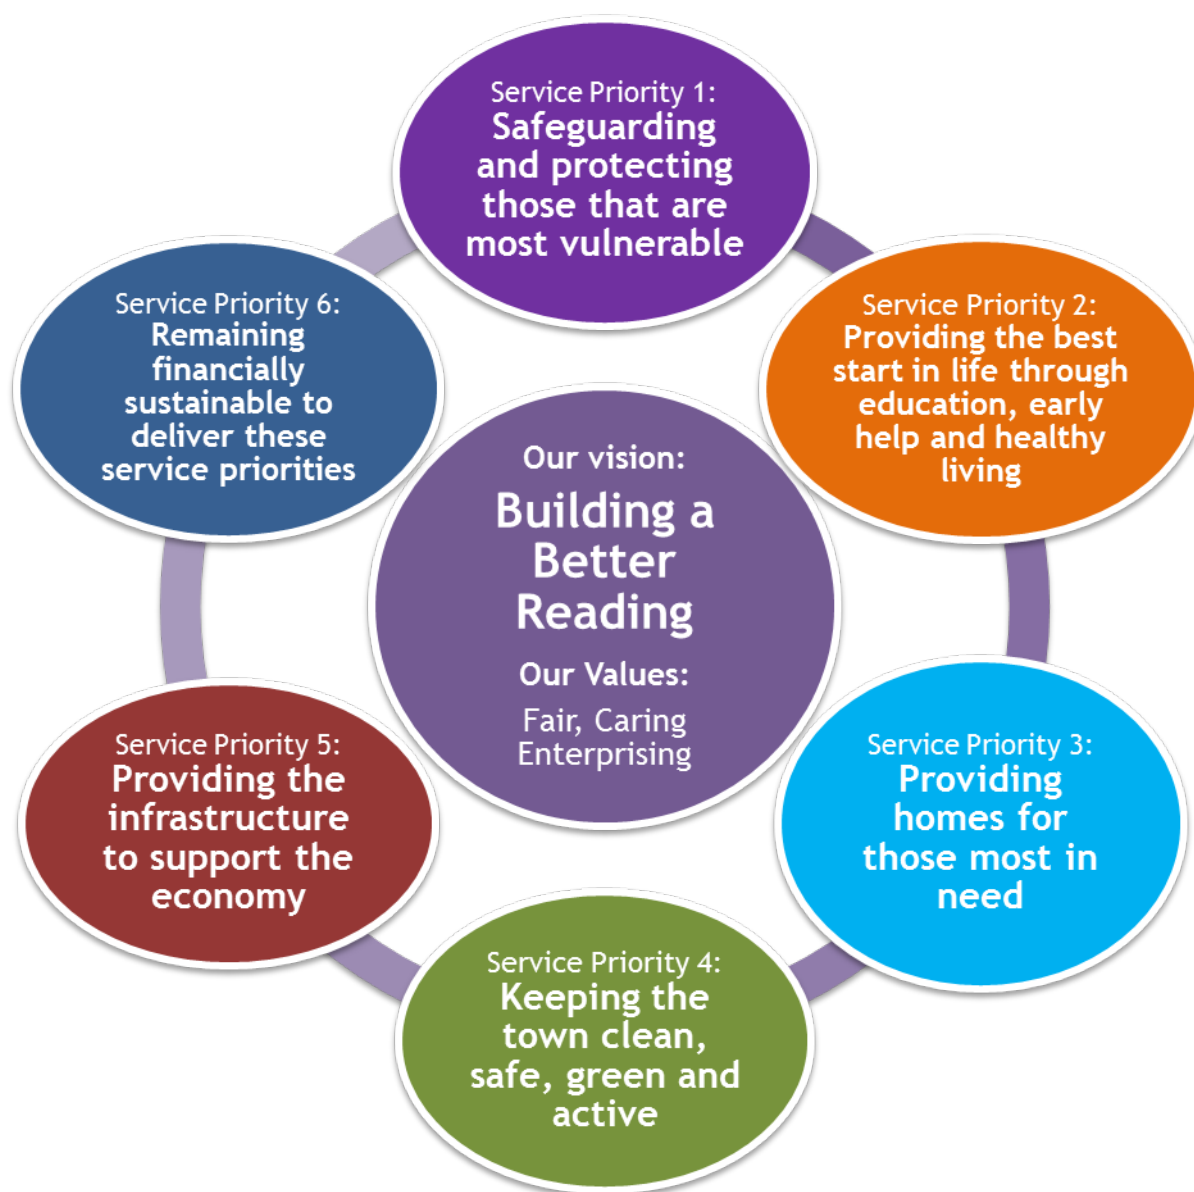 Service Priority 1:
Safeguarding
and protecting
those that are
most vulnerable
Service Priority 2:
Providing the best
start in life through
education, early
help and healthy
living
Service Priority 3:
Providing
homes for
those most in
need
Service Priority 4:
Keeping the
town clean,
safe, green and
active
Service Priority 5:
Providing the
infrastructure
to support the
economy
Service Priority 6:
Remaining
financially
sustainable to
deliver these
service priorities
Our vision:
Building a
Better
Reading
Our Values:
Fair, Caring
Enterprising